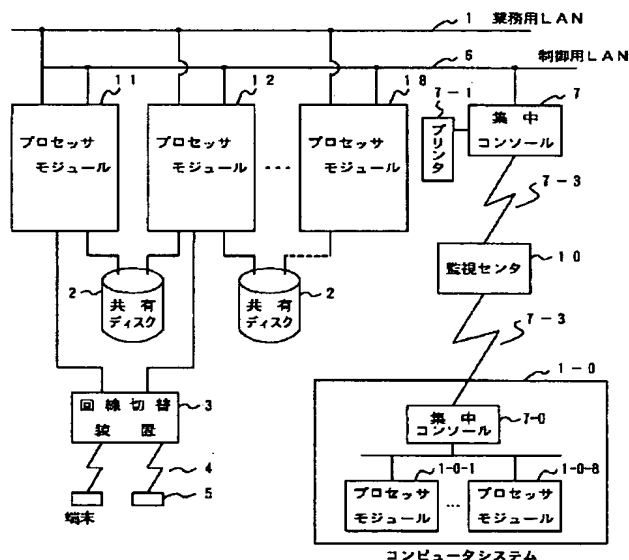 1 業務用LAN
6 制御用LAN
11
12
18
7-1
7
プロセッサ
モジュール
プロセッサ
モジュール
...
プロセッサ
モジュール
プリンタ
集中
コンソール
7-3
10
監視センタ
2
共有
ディスク
2
共有
ディスク
7-3
1-0
回線切替
装置
3
集中
コンソール
7-0
4
1-0-1
1-0-8
5
端末
プロセッサ
モジュール
...
プロセッサ
モジュール
コンピュータシステム